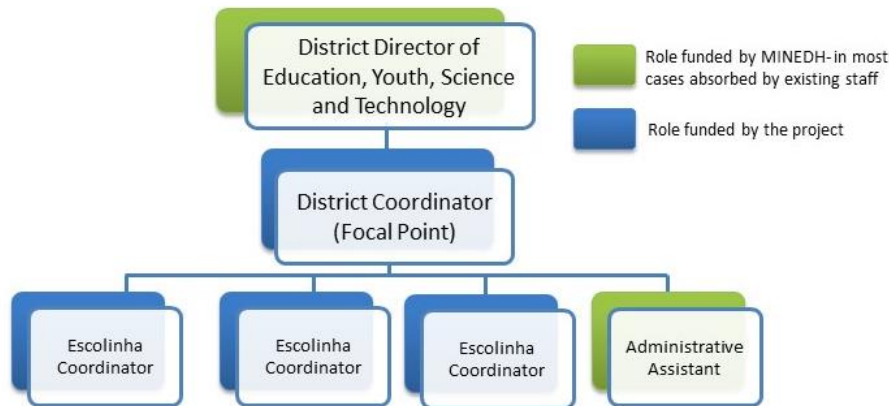 District Director of
Education, Youth, Science
and Technology
Role funded by MINEDH- in most
cases absorbed by existing staff
Role funded by the project
District Coordinator
(Focal Point)
Escolinha
Coordinator
Escolinha
Coordinator
Escolinha
Coordinator
Administrative
Assistant